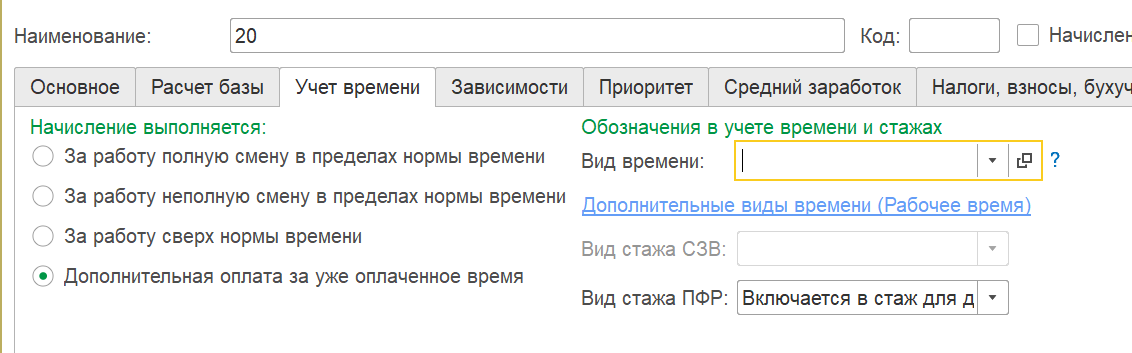 Наименование: 20 Код: Начислен
Основное Расчет базы Учет времени Зависимости Приоритет Средний заработок Налоги, взносы, бухуч
Начисление выполняется: Обозначения в учете времени и стажах
За работу полную смену в пределах нормы времени Вид времени: ?
За работу неполную смену в пределах нормы времени Дополнительные виды времени (Рабочее время)
За работу сверх нормы времени Вид стажа СЗВ:
Дополнительная оплата за уже оплаченное время Вид стажа ПФР: Включается в стаж для д